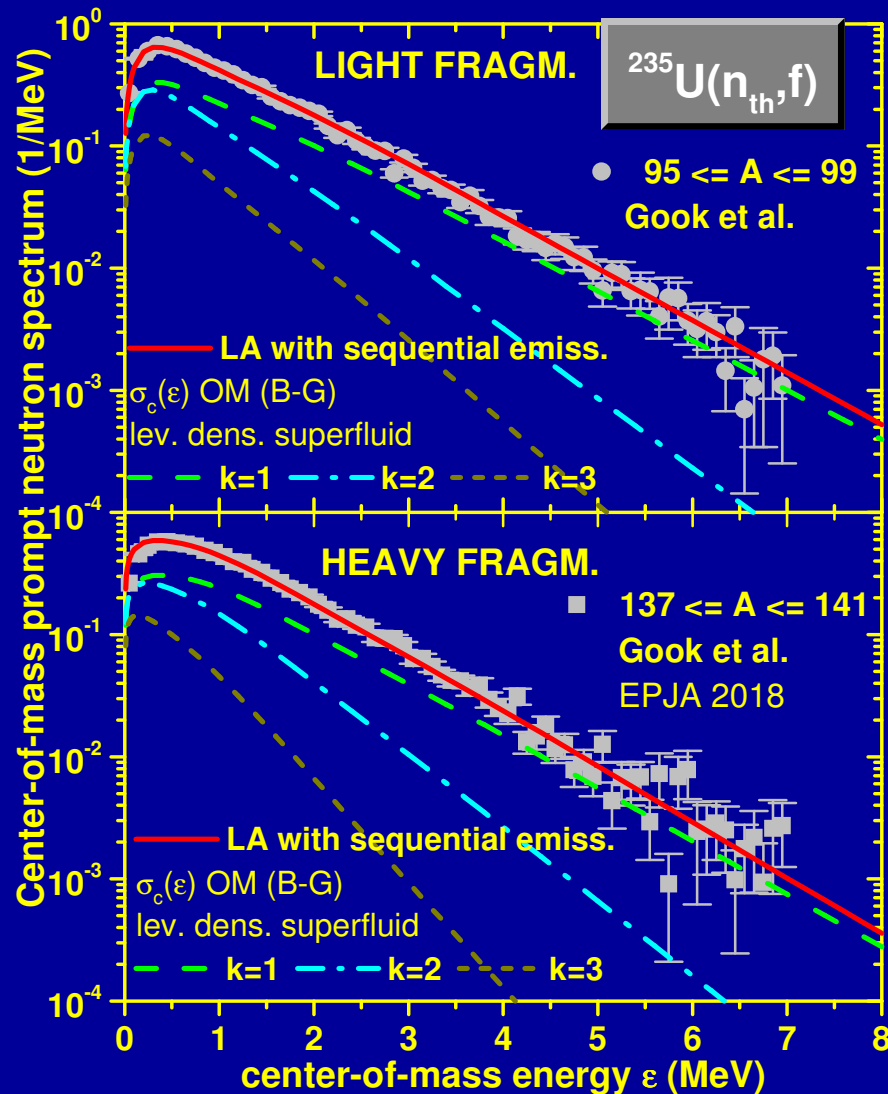 Center-of-mass prompt neutron spectrum (1/MeV)
10^0
10^-1
10^-2
10^-3
10^-4
LIGHT FRAGM.
^235U(n_th,f)
95 <= A <= 99
Gook et al.
LA with sequential emiss.
σ_c(ε) OM (B-G)
lev. dens. superfluid
k=1 k=2 k=3
HEAVY FRAGM.
137 <= A <= 141
Gook et al.
EPJA 2018
10^-1
10^-2
10^-3
10^-4
LA with sequential emiss.
σ_c(ε) OM (B-G)
lev. dens. superfluid
k=1 k=2 k=3
0 1 2 3 4 5 6 7 8
center-of-mass energy ε (MeV)